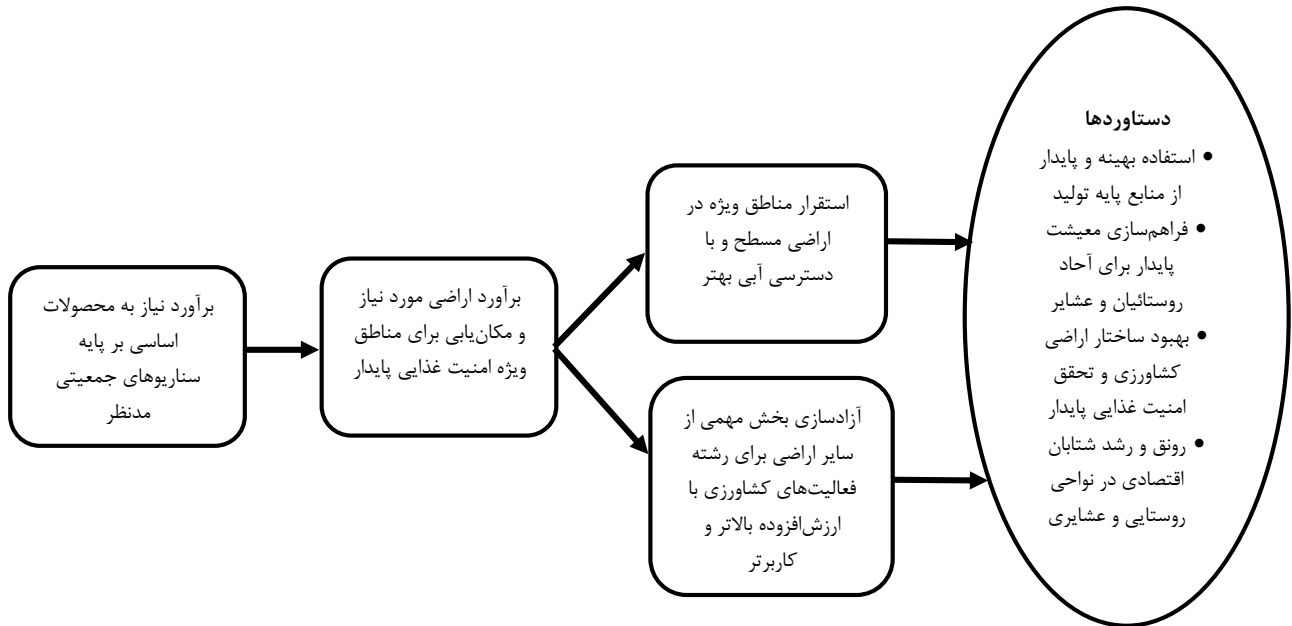 برآورد نیاز به محصولات
اساسی بر پایه
سناریوهای جمعیتی
مدنظر
برآورد اراضی مورد نیاز
و مکان‌یابی برای مناطق
ویژه امنیت غذایی پایدار
استقرار مناطق ویژه در
اراضی مسطح و با
دسترسی آبی بهتر
آزادسازی بخش مهمی از
سایر اراضی برای رشته
فعالیت‌های کشاورزی با
ارزش‌افزوده بالاتر و
کاربرتر
دستاوردها
• استفاده بهینه و پایدار
از منابع پایه تولید
• فراهم‌سازی معیشت
پایدار برای آحاد
روستائیان و عشایر
• بهبود ساختار اراضی
کشاورزی و تحقق
امنیت غذایی پایدار
• رونق و رشد شتابان
اقتصادی در نواحی
روستایی و عشایری